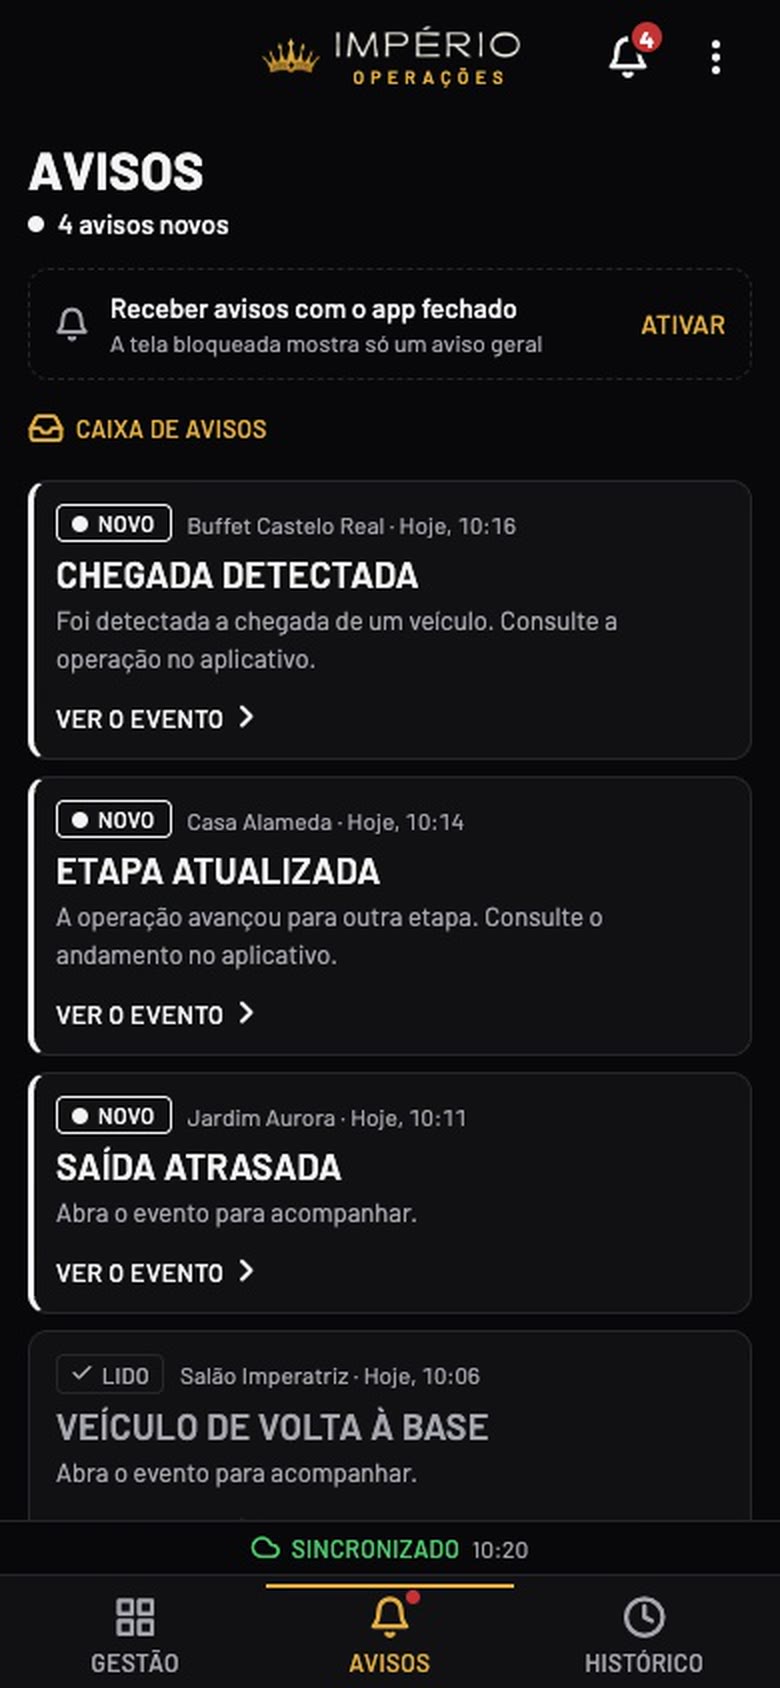 IMPÉRIO
OPERAÇÕES
4
AVISOS
4 avisos novos
Receber avisos com o app fechado
A tela bloqueada mostra só um aviso geral
ATIVAR
CAIXA DE AVISOS
NOVO Buffet Castelo Real · Hoje, 10:16
CHEGADA DETECTADA
Foi detectada a chegada de um veículo. Consulte a
operação no aplicativo.
VER O EVENTO
NOVO Casa Alameda · Hoje, 10:14
ETAPA ATUALIZADA
A operação avançou para outra etapa. Consulte o
andamento no aplicativo.
VER O EVENTO
NOVO Jardim Aurora · Hoje, 10:11
SAÍDA ATRASADA
Abra o evento para acompanhar.
VER O EVENTO
LIDO Salão Imperatriz · Hoje, 10:06
VEÍCULO DE VOLTA À BASE
Abra o evento para acompanhar.
SINCRONIZADO 10:20
GESTÃO AVISOS HISTÓRICO